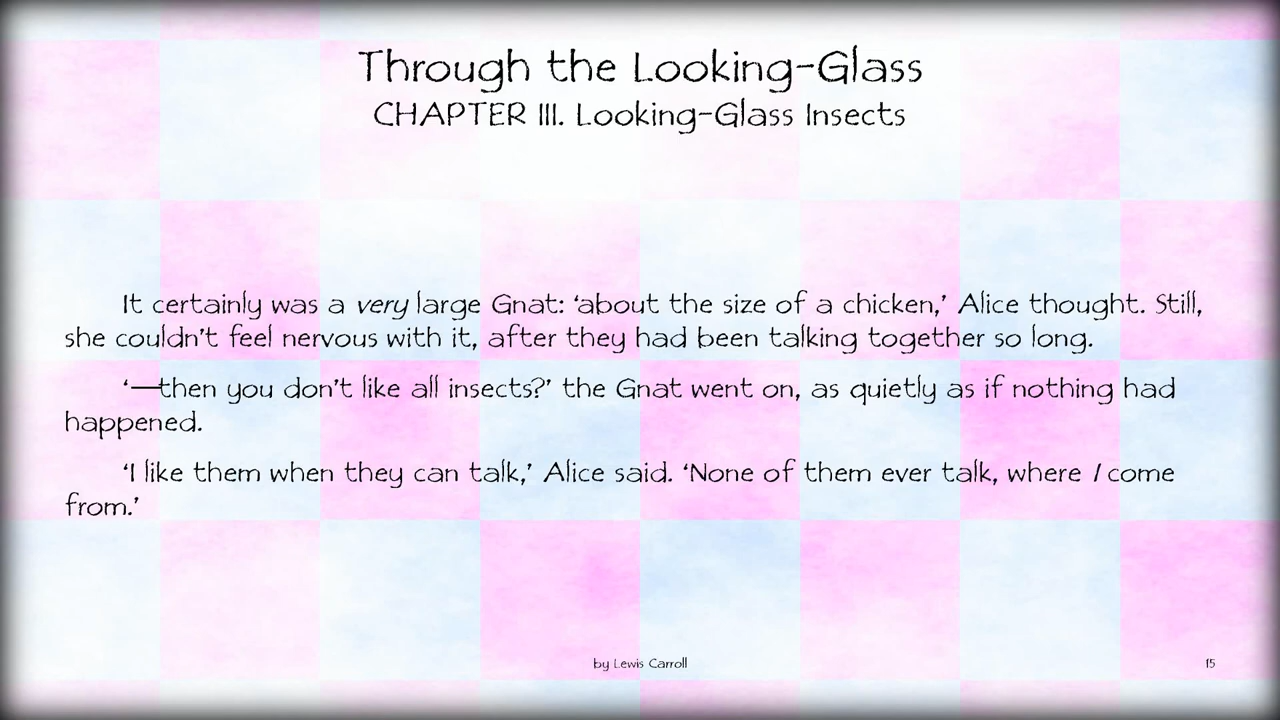 Through the Looking-Glass
CHAPTER III. Looking-Glass Insects
It certainly was a very large Gnat: ‘about the size of a chicken,’ Alice thought. Still,
she couldn’t feel nervous with it, after they had been talking together so long.
‘—then you don’t like all insects?’ the Gnat went on, as quietly as if nothing had
happened.
‘I like them when they can talk,’ Alice said. ‘None of them ever talk, where I come
from.’
by Lewis Carroll
15